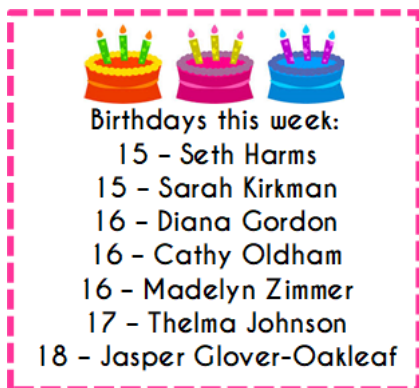 Birthdays this week:
15 – Seth Harms
15 – Sarah Kirkman
16 – Diana Gordon
16 – Cathy Oldham
16 – Madelyn Zimmer
17 – Thelma Johnson
18 – Jasper Glover-Oakleaf